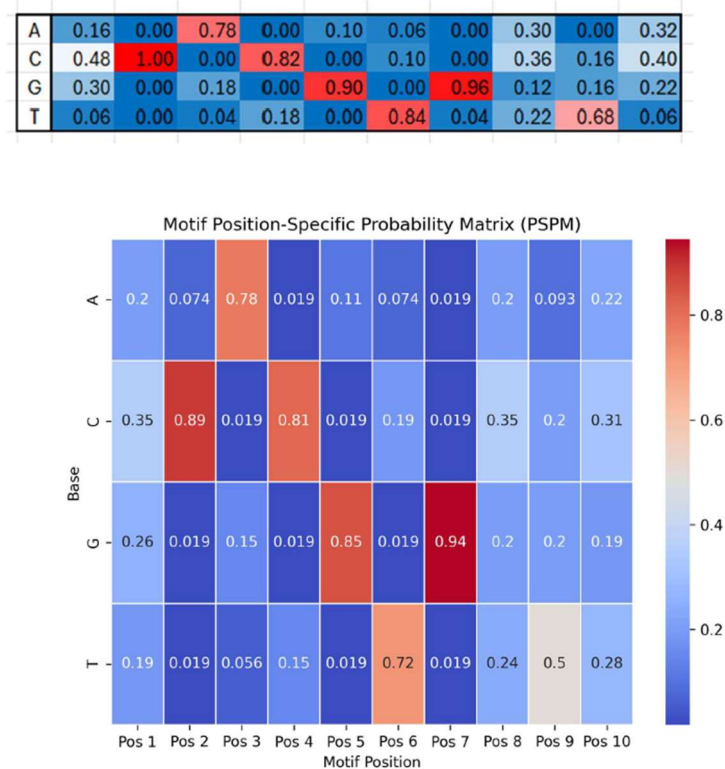 A 0.16 0.00 0.78 0.00 0.10 0.06 0.00 0.30 0.00 0.32
C 0.48 1.00 0.00 0.82 0.00 0.10 0.00 0.36 0.16 0.40
G 0.30 0.00 0.18 0.00 0.90 0.00 0.96 0.12 0.16 0.22
T 0.06 0.00 0.04 0.18 0.00 0.84 0.04 0.22 0.68 0.06
Motif Position-Specific Probability Matrix (PSPM)
A 0.2 0.074 0.78 0.019 0.11 0.074 0.019 0.2 0.093 0.22
C 0.35 0.89 0.019 0.81 0.019 0.19 0.019 0.35 0.2 0.31
G 0.26 0.019 0.15 0.019 0.85 0.019 0.94 0.2 0.2 0.19
T 0.19 0.019 0.056 0.15 0.019 0.72 0.019 0.24 0.5 0.28
Base
Pos 1 Pos 2 Pos 3 Pos 4 Pos 5 Pos 6 Pos 7 Pos 8 Pos 9 Pos 10
Motif Position
0.8
0.6
0.4
0.2